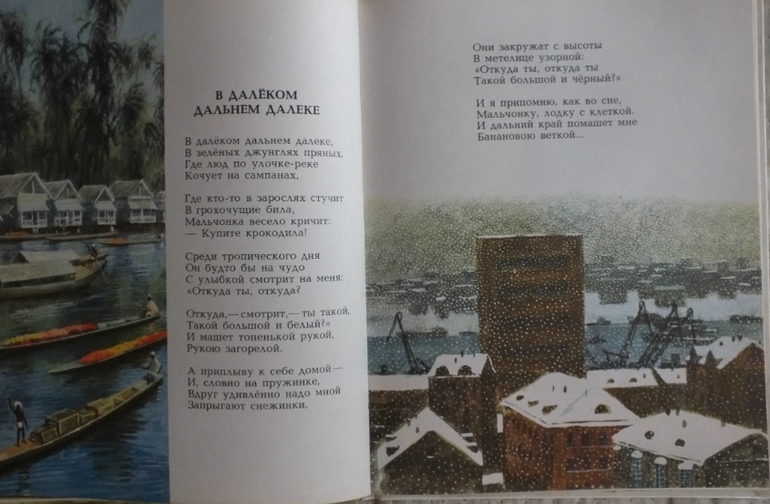 В ДАЛЁКОМ
ДАЛЬНЕМ ДАЛЕКЕ
В далёком дальнем далеке,
В зелёных джунглях пряных,
Где люд по улочке-реке
Кочует на сампанах,
Где кто-то в зарослях стучит
В грохочущие била,
Мальчонка весело кричит:
— Купите крокодила!
Среди тропического дня
Он будто бы на чудо
С улыбкой смотрит на меня:
«Откуда ты, откуда?
Откуда,— смотрит,— ты такой,
Такой большой и белый?»
И машет тоненькой рукой,
Рукою загорелой.
А приплыву к себе домой—
И, словно на пружинке,
Вдруг удивлённо надо мной
Запрыгают снежинки,
Они закружат с высоты
В метелице узорной:
«Откуда ты, откуда ты
Такой большой и чёрный?»
И я припомню, как во сне,
Мальчонку, лодку с клеткой.
И дальний край помашет мне
Банановою веткой...